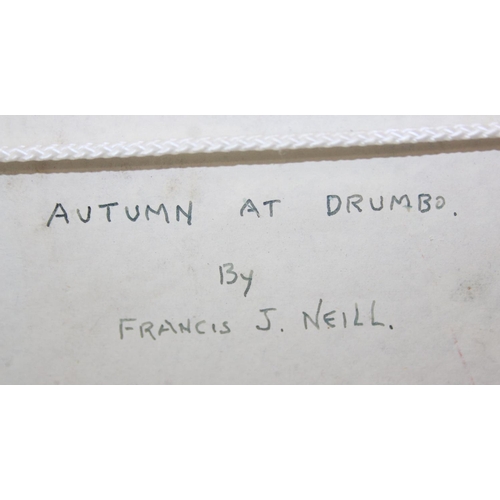 AUTUMN AT DRUMBO.
By
FRANCIS J. NEILL.